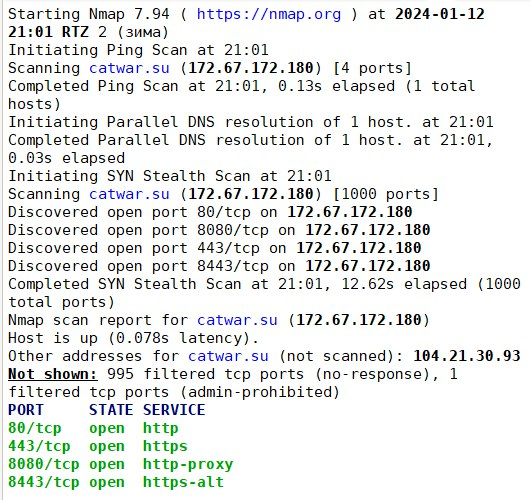 Starting Nmap 7.94 ( https://nmap.org ) at 2024-01-12
21:01 RTZ 2 (зима)
Initiating Ping Scan at 21:01
Scanning catwar.su (172.67.172.180) [4 ports]
Completed Ping Scan at 21:01, 0.13s elapsed (1 total
hosts)
Initiating Parallel DNS resolution of 1 host. at 21:01
Completed Parallel DNS resolution of 1 host. at 21:01,
0.03s elapsed
Initiating SYN Stealth Scan at 21:01
Scanning catwar.su (172.67.172.180) [1000 ports]
Discovered open port 80/tcp on 172.67.172.180
Discovered open port 8080/tcp on 172.67.172.180
Discovered open port 443/tcp on 172.67.172.180
Discovered open port 8443/tcp on 172.67.172.180
Completed SYN Stealth Scan at 21:01, 12.62s elapsed (1000
total ports)
Nmap scan report for catwar.su (172.67.172.180)
Host is up (0.078s latency).
Other addresses for catwar.su (not scanned): 104.21.30.93
Not shown: 995 filtered tcp ports (no-response), 1
filtered tcp ports (admin-prohibited)
PORT     STATE SERVICE
80/tcp   open  http
443/tcp  open  https
8080/tcp open  http-proxy
8443/tcp open  https-alt